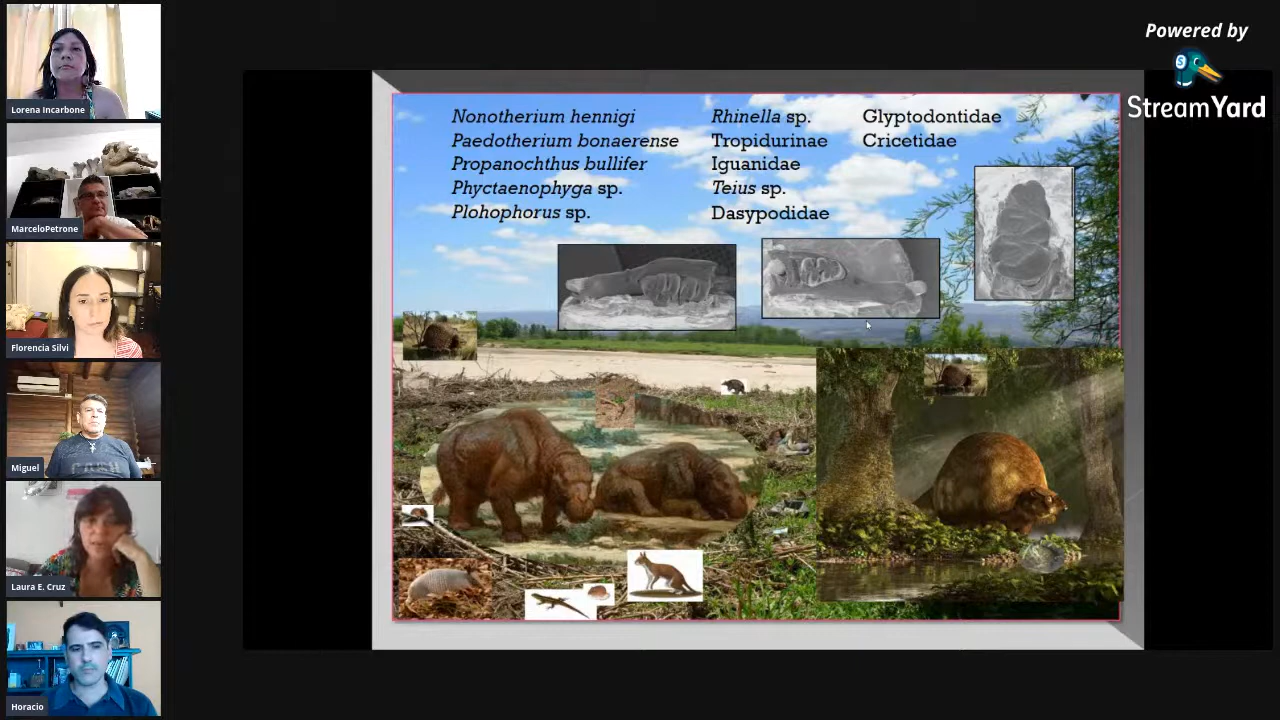 Powered by
StreamYard
Nonotherium hennigi
Paedotherium bonaerense
Propanochthus bullifer
Phyctaenophyga sp.
Plohophorus sp.
Rhinella sp.
Tropidurinae
Iguanidae
Teius sp.
Dasypodidae
Glyptodontidae
Cricetidae
Lorena Incarbone
MarceloPetrone
Florencia Silvi
Miguel
Laura E. Cruz
Horacio